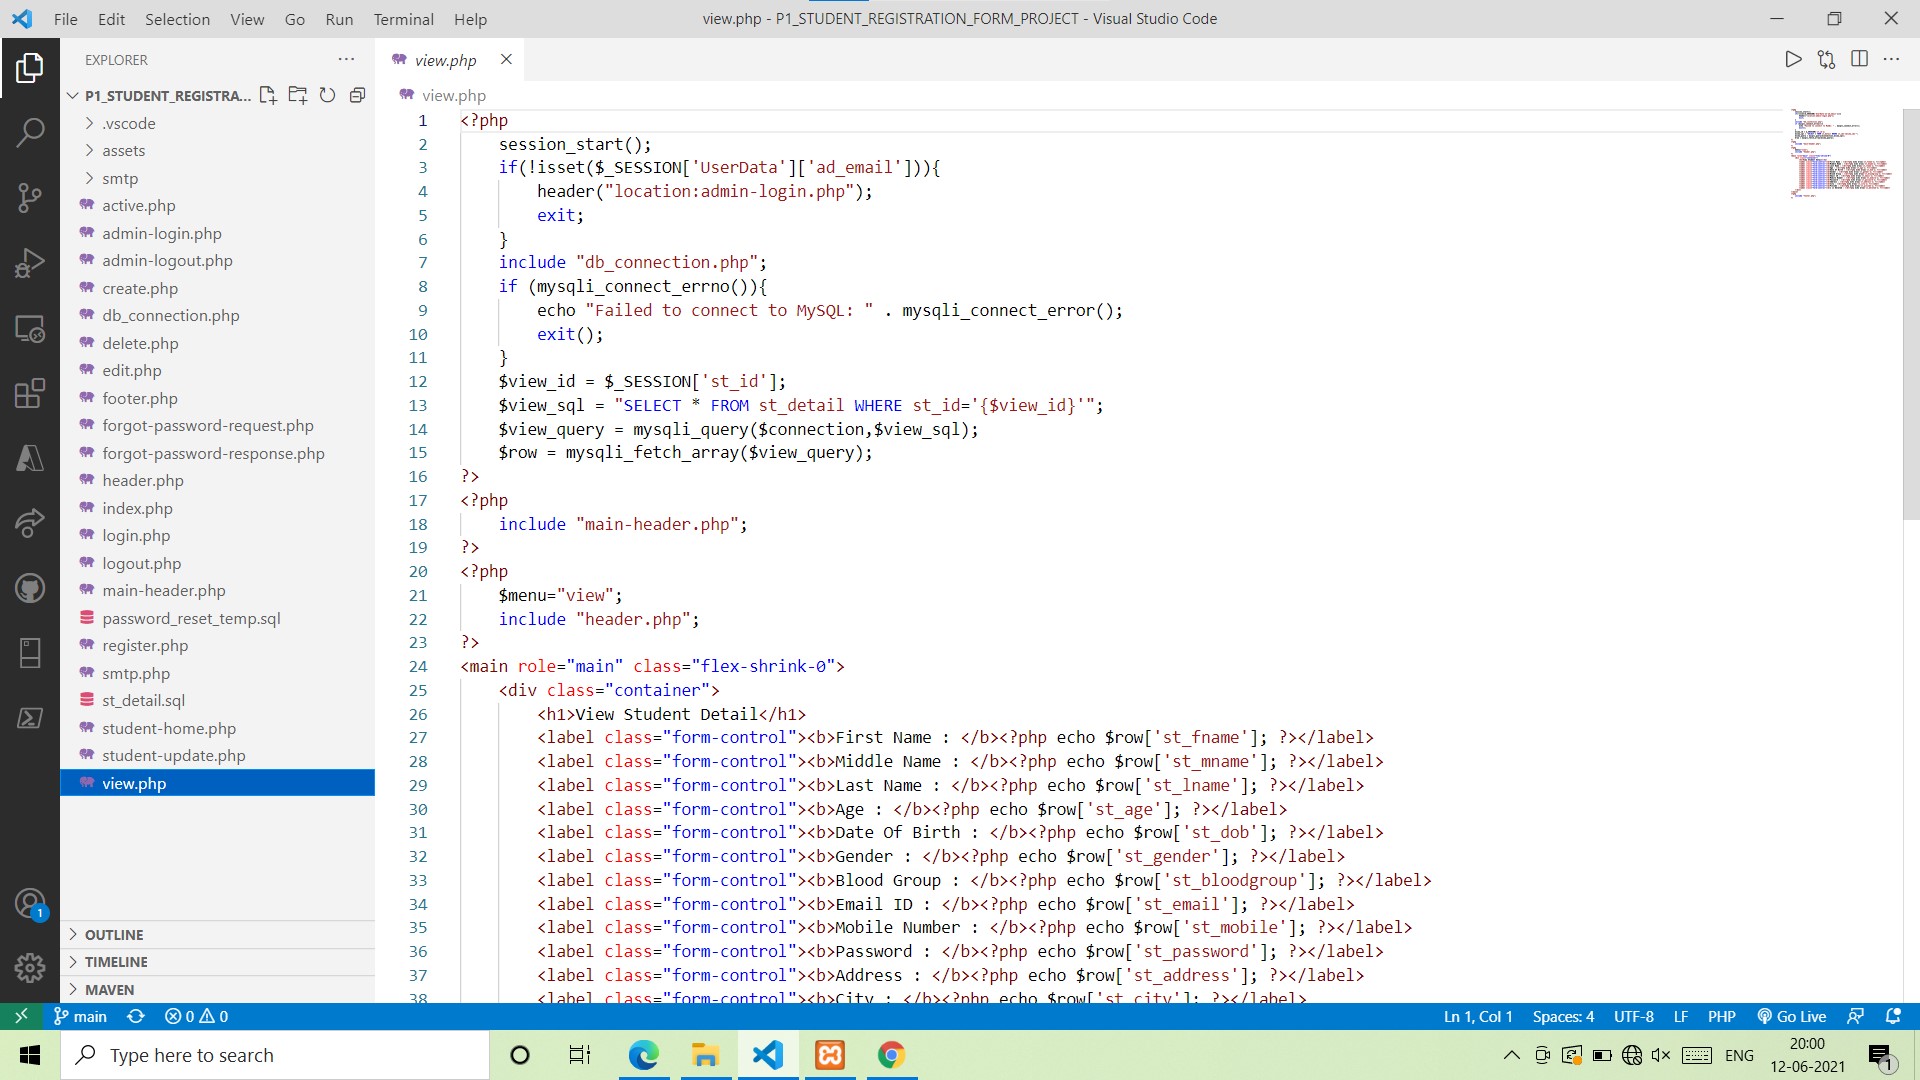 File Edit Selection View Go Run Terminal Help
view.php - P1_STUDENT_REGISTRATION_FORM_PROJECT - Visual Studio Code
EXPLORER
P1_STUDENT_REGISTRA...
.vscode
assets
smtp
active.php
admin-login.php
admin-logout.php
create.php
db_connection.php
delete.php
edit.php
footer.php
forgot-password-request.php
forgot-password-response.php
header.php
index.php
login.php
logout.php
main-header.php
password_reset_temp.sql
register.php
smtp.php
st_detail.sql
student-home.php
student-update.php
view.php
OUTLINE
TIMELINE
MAVEN
view.php
view.php
1 <?php
2 session_start();
3 if(!isset($_SESSION['UserData']['ad_email'])){
4 header("location:admin-login.php");
5 exit;
6 }
7 include "db_connection.php";
8 if (mysqli_connect_errno()){
9 echo "Failed to connect to MySQL: " . mysqli_connect_error();
10 exit();
11 }
12 $view_id = $_SESSION['st_id'];
13 $view_sql = "SELECT * FROM st_detail WHERE st_id='{$view_id}'";
14 $view_query = mysqli_query($connection,$view_sql);
15 $row = mysqli_fetch_array($view_query);
16 ?>
17 <?php
18 include "main-header.php";
19 ?>
20 <?php
21 $menu="view";
22 include "header.php";
23 ?>
24 <main role="main" class="flex-shrink-0">
25 <div class="container">
26 <h1>View Student Detail</h1>
27 <label class="form-control"><b>First Name : </b><?php echo $row['st_fname']; ?></label>
28 <label class="form-control"><b>Middle Name : </b><?php echo $row['st_mname']; ?></label>
29 <label class="form-control"><b>Last Name : </b><?php echo $row['st_lname']; ?></label>
30 <label class="form-control"><b>Age : </b><?php echo $row['st_age']; ?></label>
31 <label class="form-control"><b>Date Of Birth : </b><?php echo $row['st_dob']; ?></label>
32 <label class="form-control"><b>Gender : </b><?php echo $row['st_gender']; ?></label>
33 <label class="form-control"><b>Blood Group : </b><?php echo $row['st_bloodgroup']; ?></label>
34 <label class="form-control"><b>Email ID : </b><?php echo $row['st_email']; ?></label>
35 <label class="form-control"><b>Mobile Number : </b><?php echo $row['st_mobile']; ?></label>
36 <label class="form-control"><b>Password : </b><?php echo $row['st_password']; ?></label>
37 <label class="form-control"><b>Address : </b><?php echo $row['st_address']; ?></label>
38 <label class="form-control"><b>City : </b><?php echo $row['st_city']; ?></label>
1
main 0 0 Ln 1, Col 1 Spaces: 4 UTF-8 LF PHP Go Live
Type here to search
ENG
20:00
12-06-2021
1